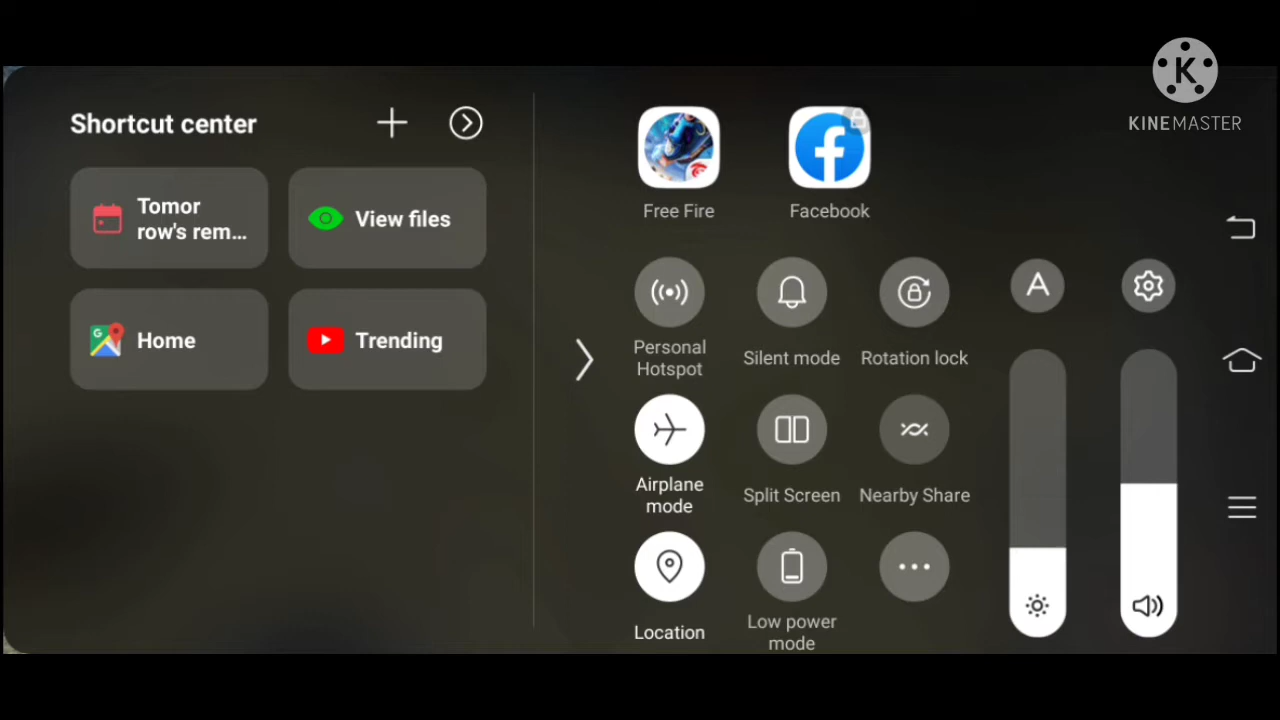 KINEMASTER
Shortcut center
Tomor
row's rem...
View files
Home
Trending
Free Fire
Facebook
Personal
Hotspot
Silent mode
Rotation lock
A
Airplane
mode
Split Screen
Nearby Share
Location
Low power
mode